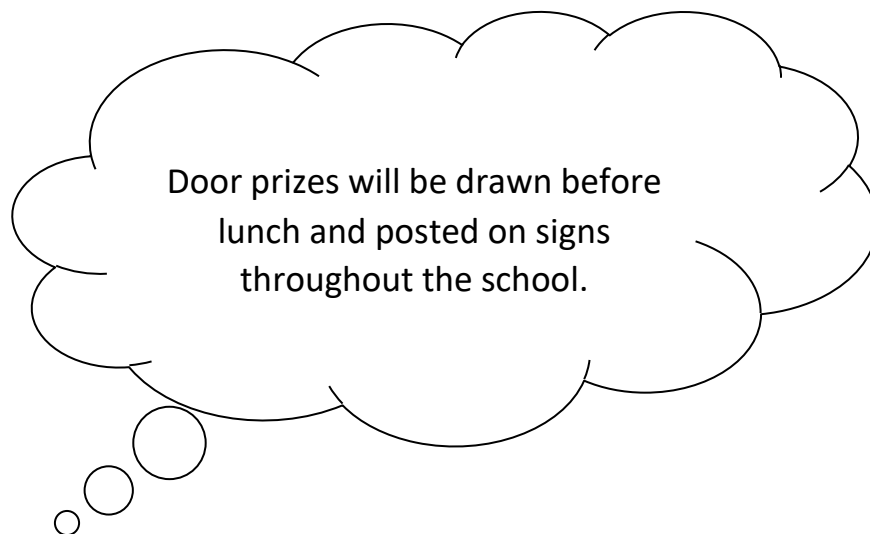 Door prizes will be drawn before
lunch and posted on signs
throughout the school.